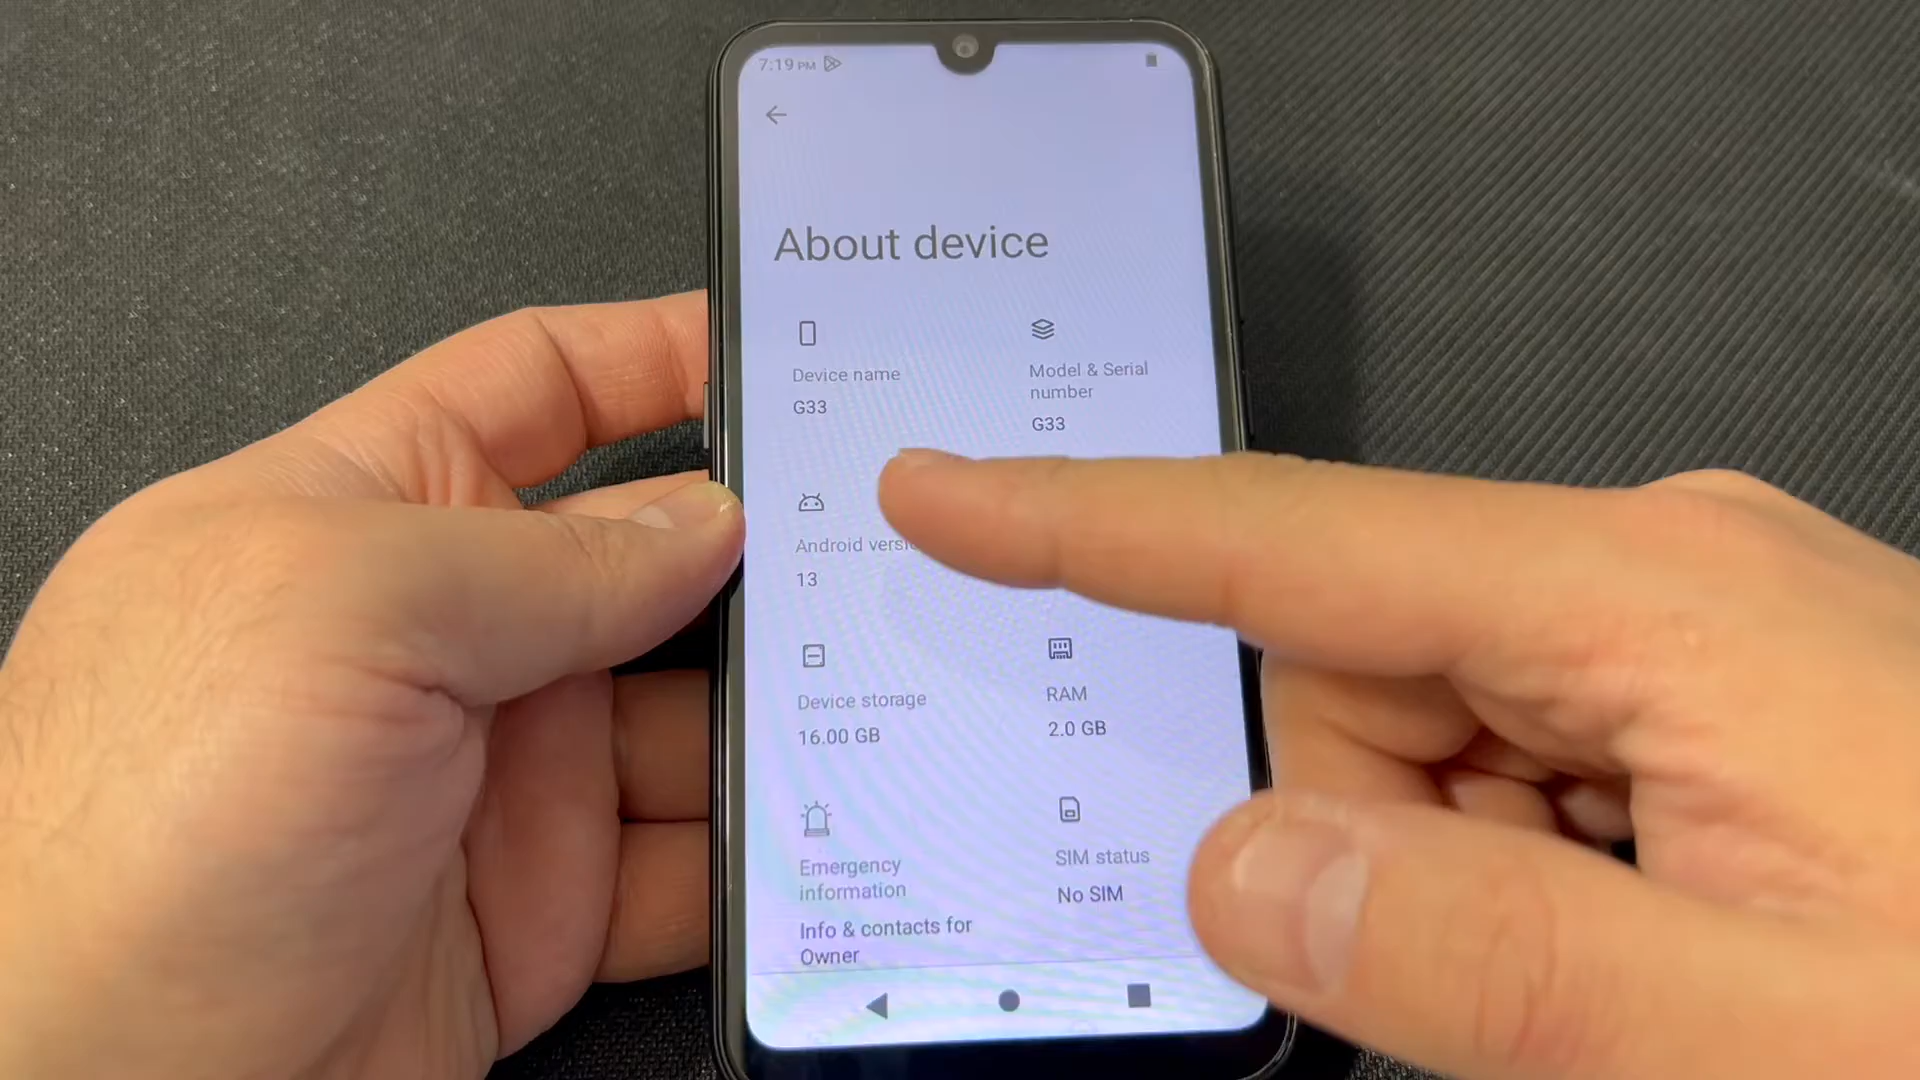 7:19 PM
About device
Device name
G33
Model & Serial
number
G33
Android
13
Device storage
16.00 GB
RAM
2.0 GB
Emergency
information
Info & contacts for
Owner
SIM status
No SIM